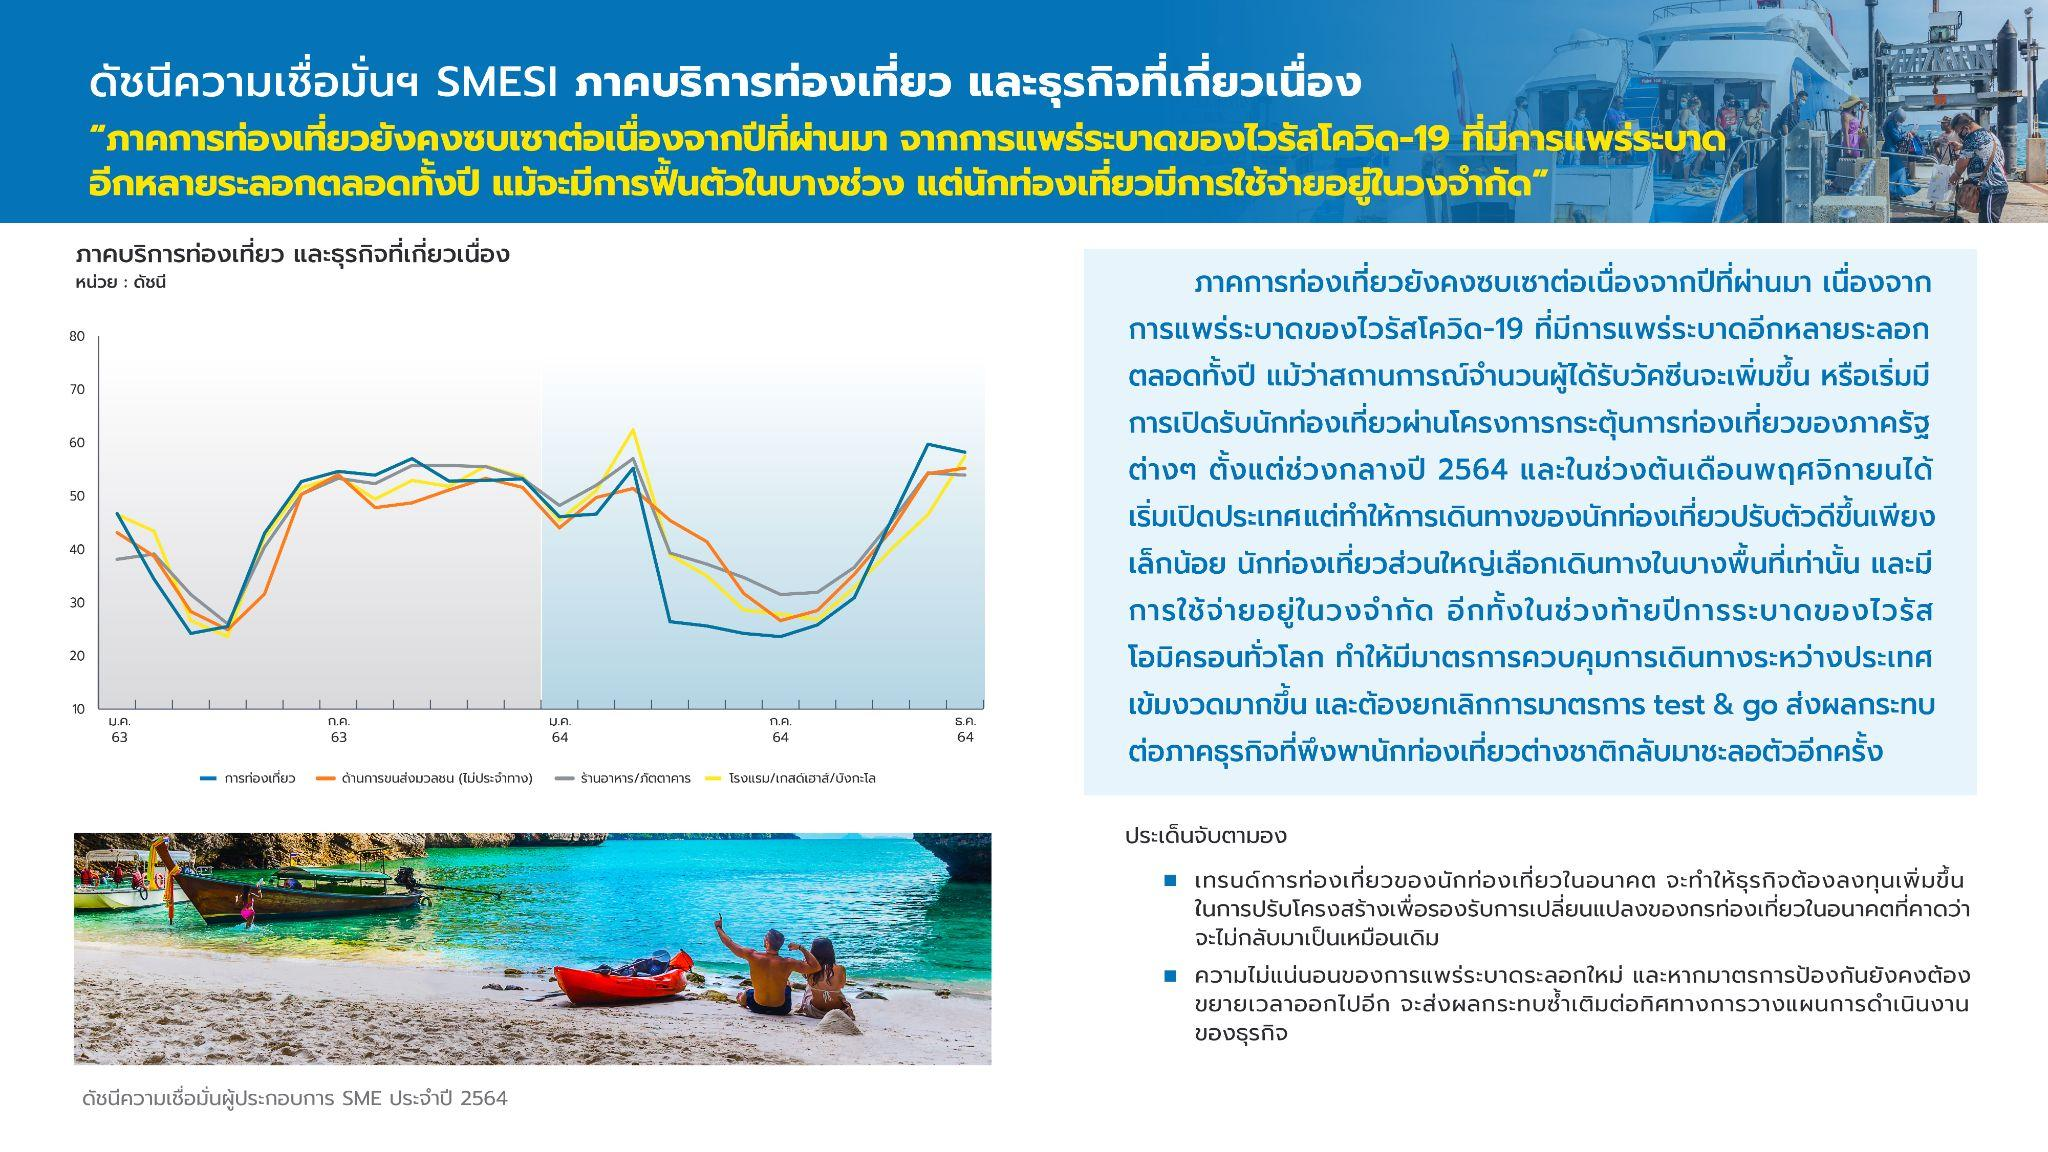 ดัชนีความเชื่อมั่นฯ SMESI ภาคบริการท่องเที่ยว และธุรกิจที่เกี่ยวเนื่อง
“ภาคการท่องเที่ยวยังคงซบเซาต่อเนื่องจากปีที่ผ่านมา จากการแพร่ระบาดของไวรัสโควิด-19 ที่มีการแพร่ระบาด
อีกหลายระลอกตลอดทั้งปี แม้จะมีการฟื้นตัวในบางช่วง แต่นักท่องเที่ยวมีการใช้จ่ายอยู่ในวงจำกัด”
ภาคบริการท่องเที่ยว และธุรกิจที่เกี่ยวเนื่อง
หน่วย : ดัชนี
80
70
60
50
40
30
20
10
ม.ค. ก.ค. ม.ค. ก.ค. ธ.ค.
63 63 64 64 64
การท่องเที่ยว ด้านการขนส่งมวลชน (ไม่ประจำทาง) ร้านอาหาร/ภัตตาคาร โรงแรม/เกสต์เฮาส์/บังกะโล
ภาคการท่องเที่ยวยังคงซบเซาต่อเนื่องจากปีที่ผ่านมา เนื่องจาก
การแพร่ระบาดของไวรัสโควิด-19 ที่มีการแพร่ระบาดอีกหลายระลอก
ตลอดทั้งปี แม้ว่าสถานการณ์จำนวนผู้ได้รับวัคซีนจะเพิ่มขึ้น หรือเริ่มมี
การเปิดรับนักท่องเที่ยวผ่านโครงการกระตุ้นการท่องเที่ยวของภาครัฐ
ต่างๆ ตั้งแต่ช่วงกลางปี 2564 และในช่วงต้นเดือนพฤศจิกายนได้
เริ่มเปิดประเทศแต่ทำให้การเดินทางของนักท่องเที่ยวปรับตัวดีขึ้นเพียง
เล็กน้อย นักท่องเที่ยวส่วนใหญ่เลือกเดินทางในบางพื้นที่เท่านั้น และมี
การใช้จ่ายอยู่ในวงจำกัด อีกทั้งในช่วงท้ายปีการระบาดของไวรัส
โอมิครอนทั่วโลก ทำให้มีมาตรการควบคุมการเดินทางระหว่างประเทศ
เข้มงวดมากขึ้น และต้องยกเลิกการมาตรการ test & go ส่งผลกระทบ
ต่อภาคธุรกิจที่พึงพานักท่องเที่ยวต่างชาติกลับมาชะลอตัวอีกครั้ง
ประเด็นจับตามอง
เทรนด์การท่องเที่ยวของนักท่องเที่ยวในอนาคต จะทำให้ธุรกิจต้องลงทุนเพิ่มขึ้น
ในการปรับโครงสร้างเพื่อรองรับการเปลี่ยนแปลงของกรท่องเที่ยวในอนาคตที่คาดว่า
จะไม่กลับมาเป็นเหมือนเดิม
ความไม่แน่นอนของการแพร่ระบาดระลอกใหม่ และหากมาตรการป้องกันยังคงต้อง
ขยายเวลาออกไปอีก จะส่งผลกระทบซ้ำเติมต่อทิศทางการวางแผนการดำเนินงาน
ของธุรกิจ
ดัชนีความเชื่อมั่นผู้ประกอบการ SME ประจำปี 2564